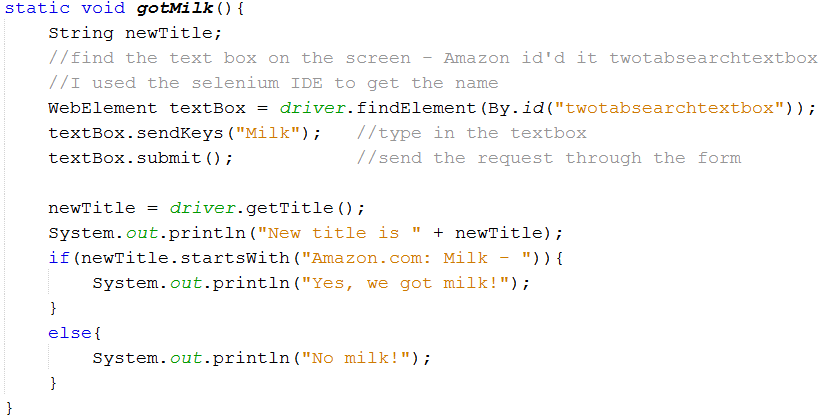 static void gotMilk(){
    String newTitle;
    //find the text box on the screen - Amazon id'd it twotabsearchtextbox
    //I used the selenium IDE to get the name
    WebElement textBox = driver.findElement(By.id("twotabsearchtextbox"));
    textBox.sendKeys("Milk");   //type in the textbox
    textBox.submit();           //send the request through the form

    newTitle = driver.getTitle();
    System.out.println("New title is " + newTitle);
    if(newTitle.startsWith("Amazon.com: Milk - ")){
        System.out.println("Yes, we got milk!");
    }
    else{
        System.out.println("No milk!");
    }
}